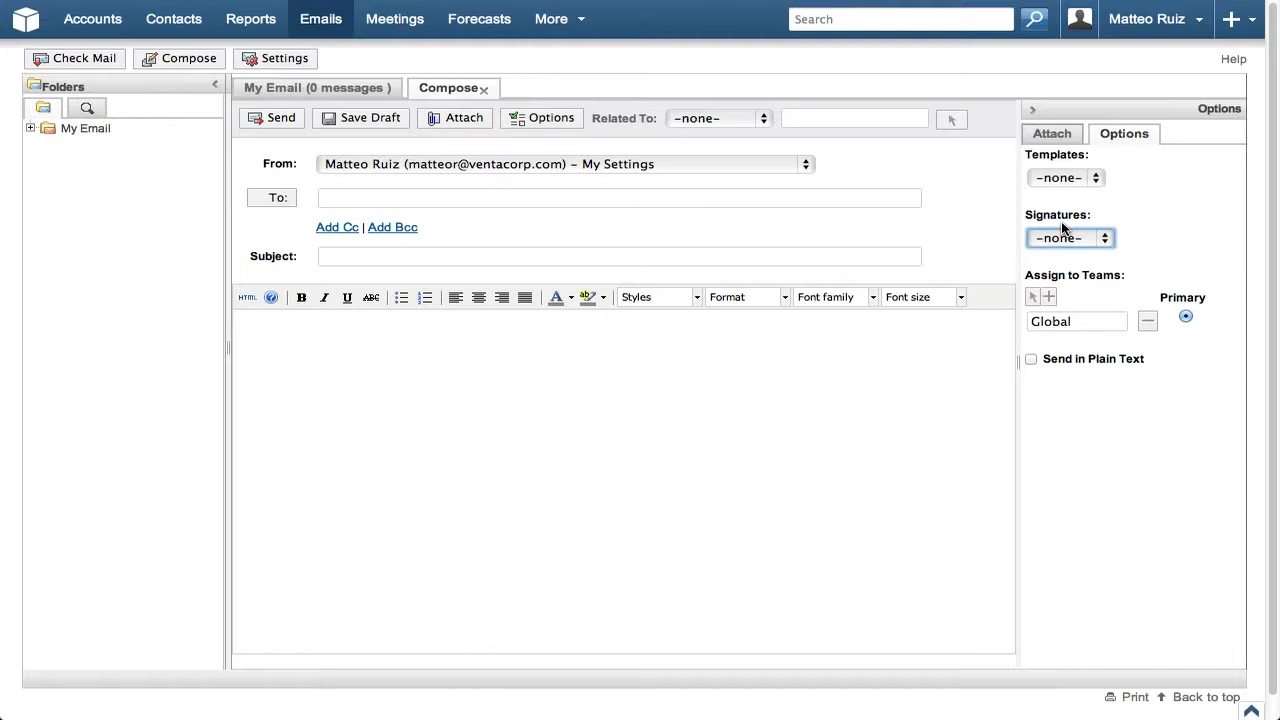 Accounts Contacts Reports Emails Meetings Forecasts More Search Matteo Ruiz
Check Mail Compose Settings Help
Folders
My Email (0 messages ) Compose
Options
Send Save Draft Attach Options Related To: -none-
Attach Options
My Email
Templates:
From: Matteo Ruiz (matteor@ventacorp.com) – My Settings
-none-
To:
Signatures:
Add Cc | Add Bcc
-none-
Subject:
Assign to Teams:
HTML ? B I U ABC A ab Styles Format Font family Font size
Primary
Global
Send in Plain Text
Print Back to top